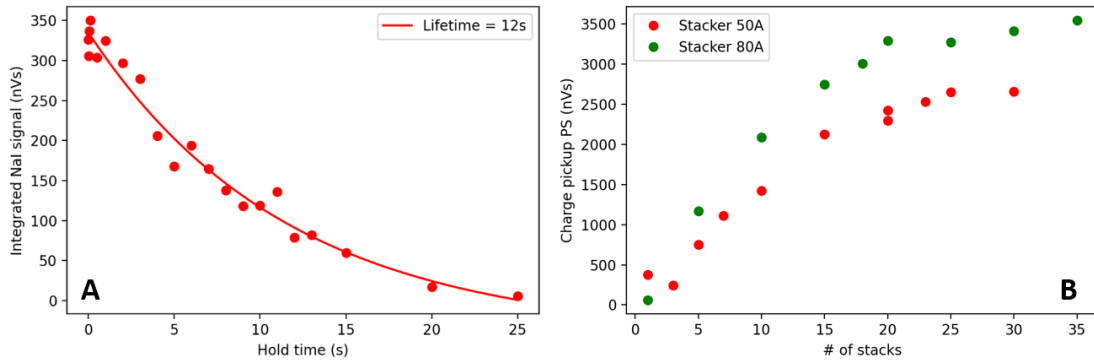 350
300
250
200
150
100
50
0
Integrated NaI signal (nVs)
Lifetime = 12s
A
0 5 10 15 20 25
Hold time (s)
3500
3000
2500
2000
1500
1000
500
0
Charge pickup PS (nVs)
Stacker 50A
Stacker 80A
B
0 5 10 15 20 25 30 35
# of stacks